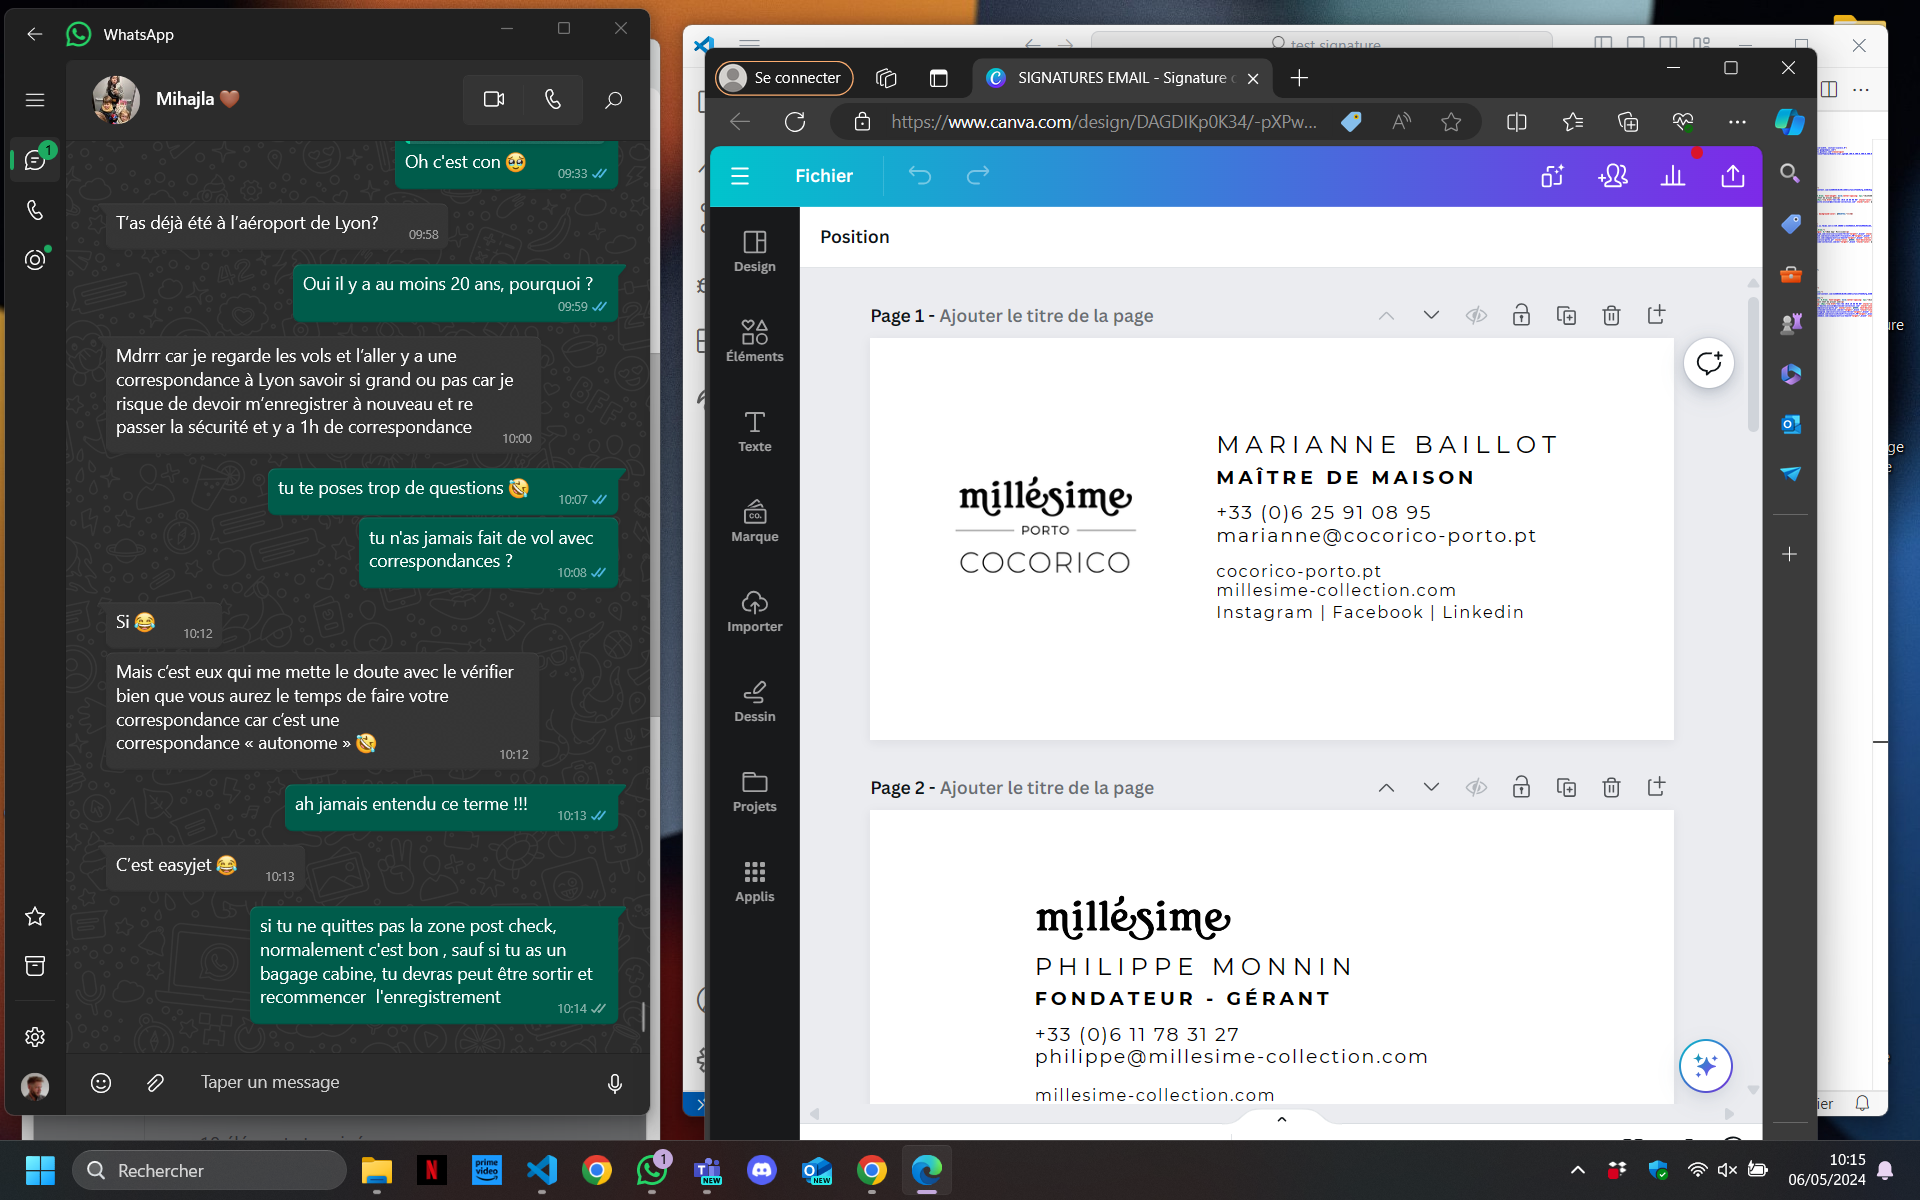 WhatsApp
Mihajla
1
Oh c'est con
09:33
T'as déjà été à l'aéroport de Lyon?
09:58
Oui il y a au moins 20 ans, pourquoi ?
09:59
Mdrrr car je regarde les vols et l'aller y a une
correspondance à Lyon savoir si grand ou pas car je
risque de devoir m'enregistrer à nouveau et re
passer la sécurité et y a 1h de correspondance
10:00
tu te poses trop de questions
10:07
tu n'as jamais fait de vol avec
correspondances ?
10:08
Si
10:12
Mais c'est eux qui me mette le doute avec le vérifier
bien que vous aurez le temps de faire votre
correspondance car c'est une
correspondance « autonome »
10:12
ah jamais entendu ce terme !!!
10:13
C'est easyjet
10:13
si tu ne quittes pas la zone post check,
normalement c'est bon , sauf si tu as un
bagage cabine, tu devras peut être sortir et
recommencer  l'enregistrement
10:14
Taper un message
test signature
Se connecter
SIGNATURES EMAIL - Signature
https://www.canva.com/design/DAGDIKp0K34/-pXPw...
Fichier
Position
Design
Éléments
Texte
Marque
Importer
Dessin
Projets
Applis
Page 1 - Ajouter le titre de la page
millésime
PORTO
COCORICO
MARIANNE BAILLOT
MAÎTRE DE MAISON
+33 (0)6 25 91 08 95
marianne@cocorico-porto.pt
cocorico-porto.pt
millesime-collection.com
Instagram | Facebook | Linkedin
Page 2 - Ajouter le titre de la page
millésime
PHILIPPE MONNIN
FONDATEUR - GÉRANT
+33 (0)6 11 78 31 27
philippe@millesime-collection.com
millesime-collection.com
Rechercher
1
10:15
06/05/2024